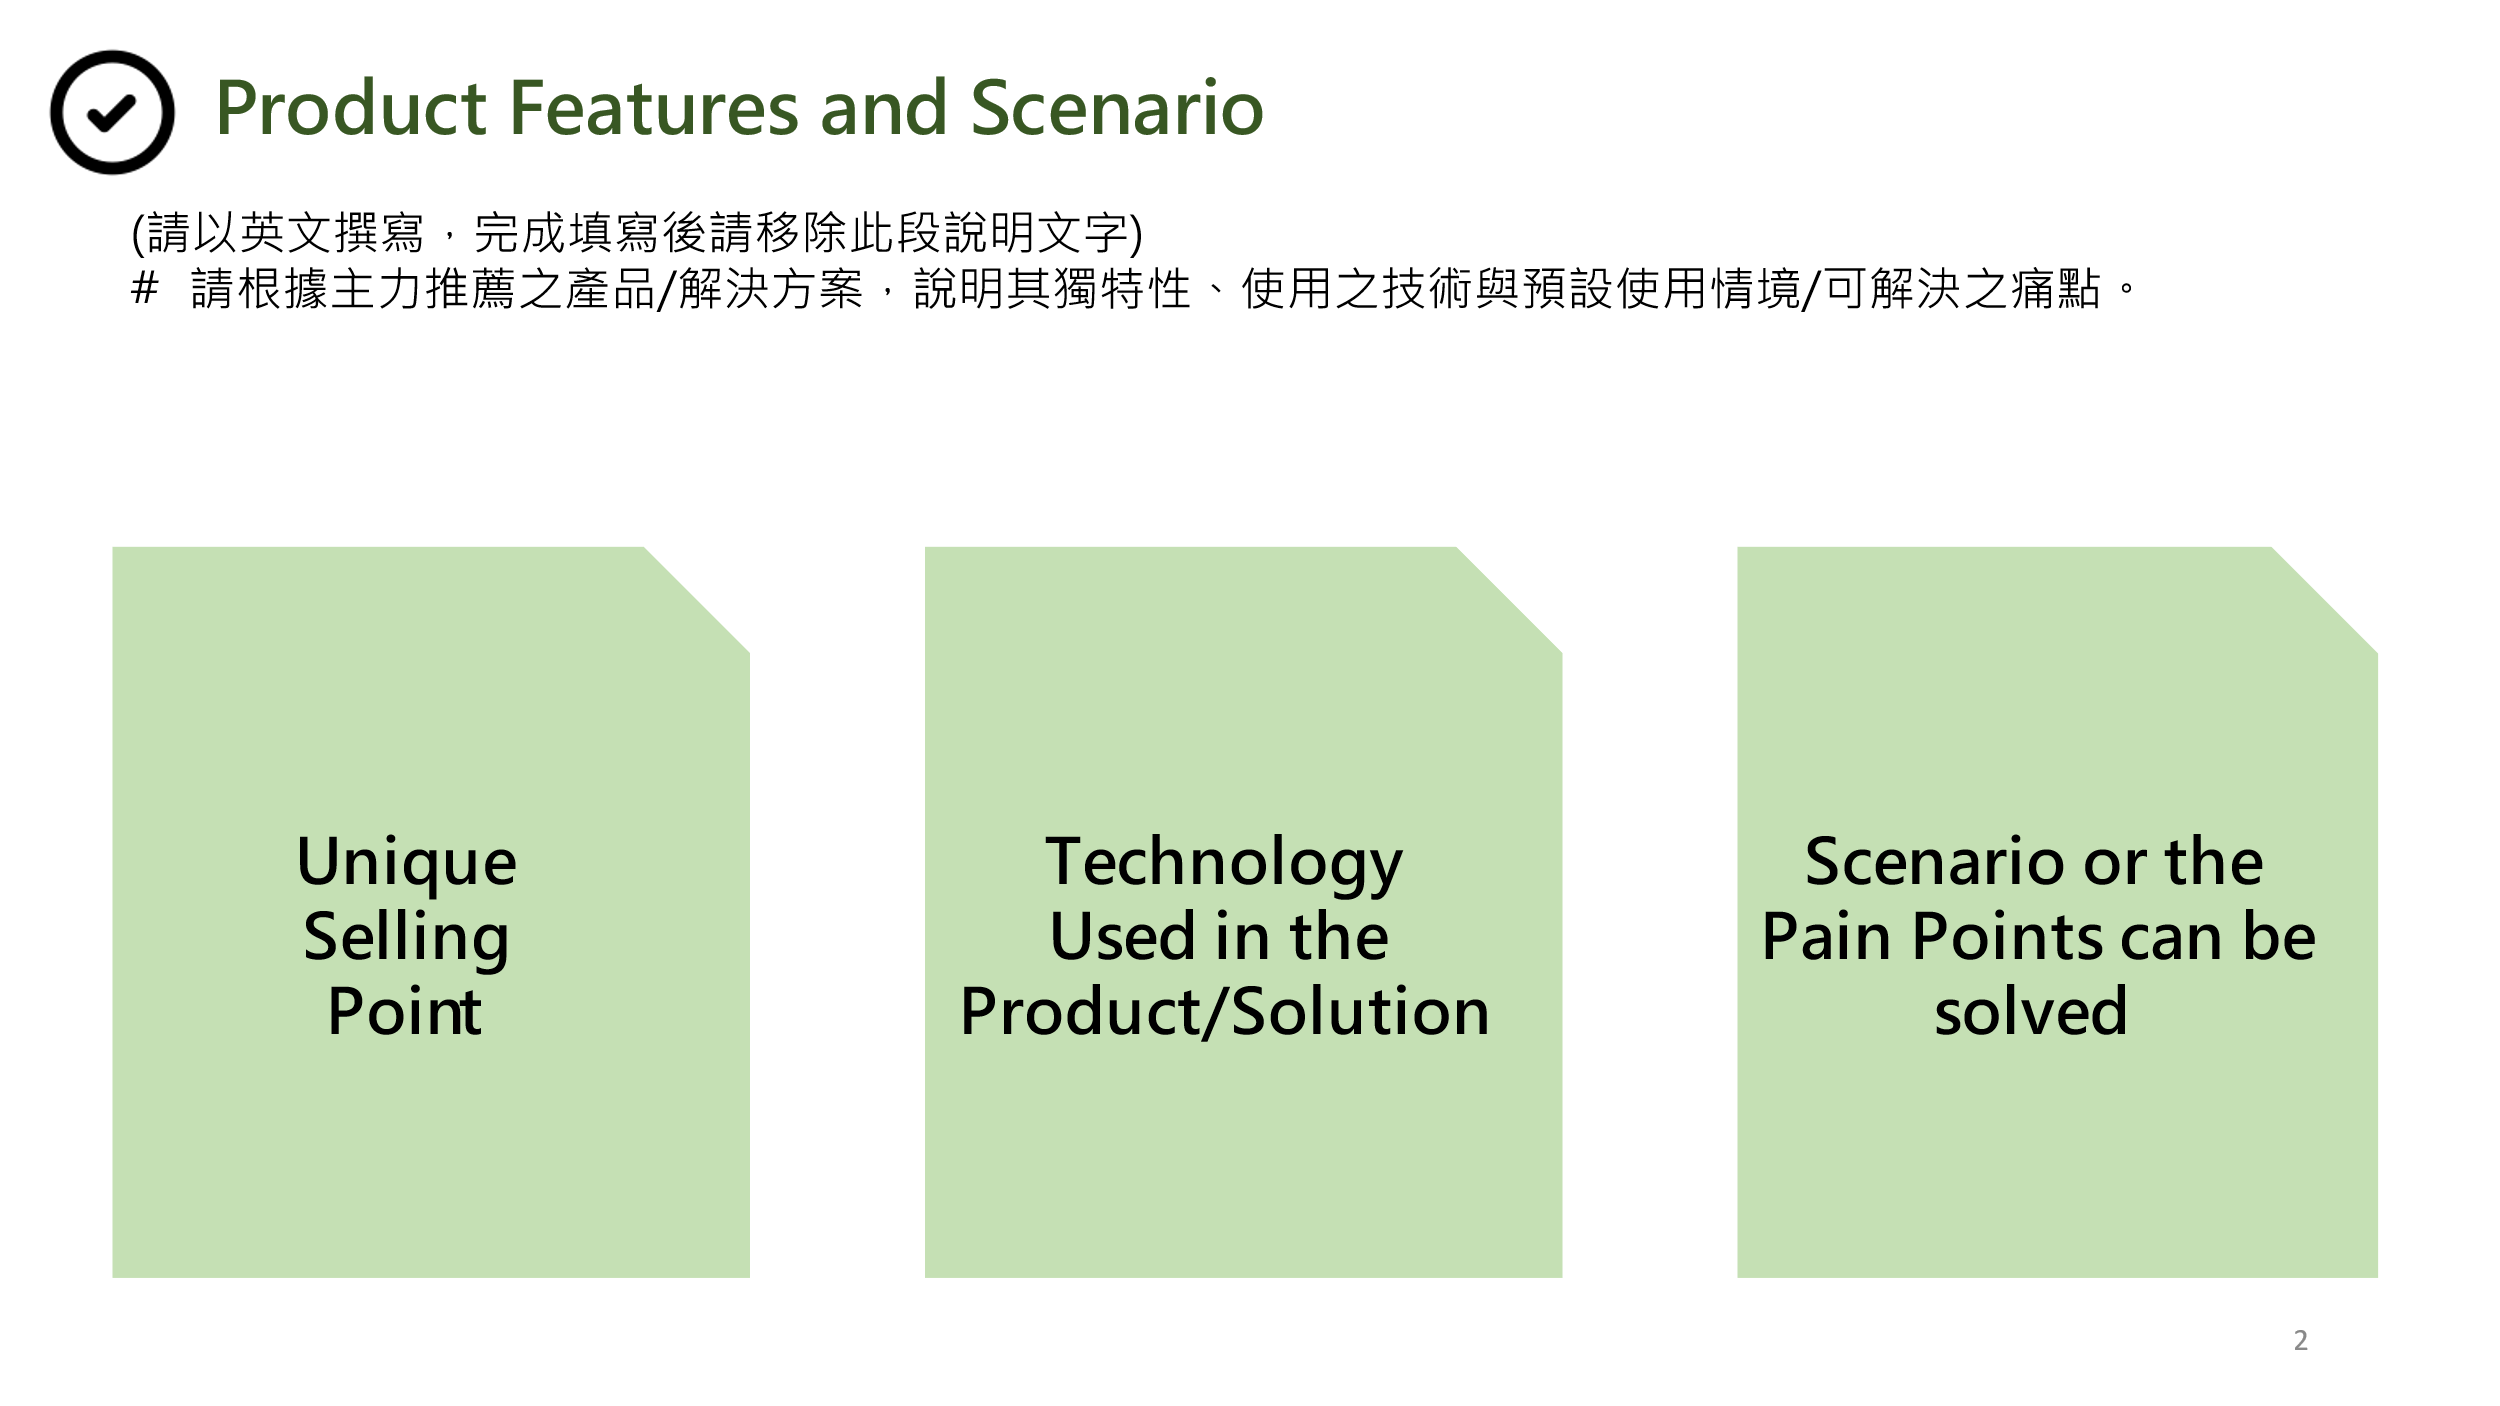 Product Features and Scenario
(請以英文撰寫，完成填寫後請移除此段說明文字)
# 請根據主力推薦之產品/解決方案，說明其獨特性、使用之技術與預設使用情境/可解決之痛點。
Unique
Selling
Point
Technology
Used in the
Product/Solution
Scenario or the
Pain Points can be
solved
2